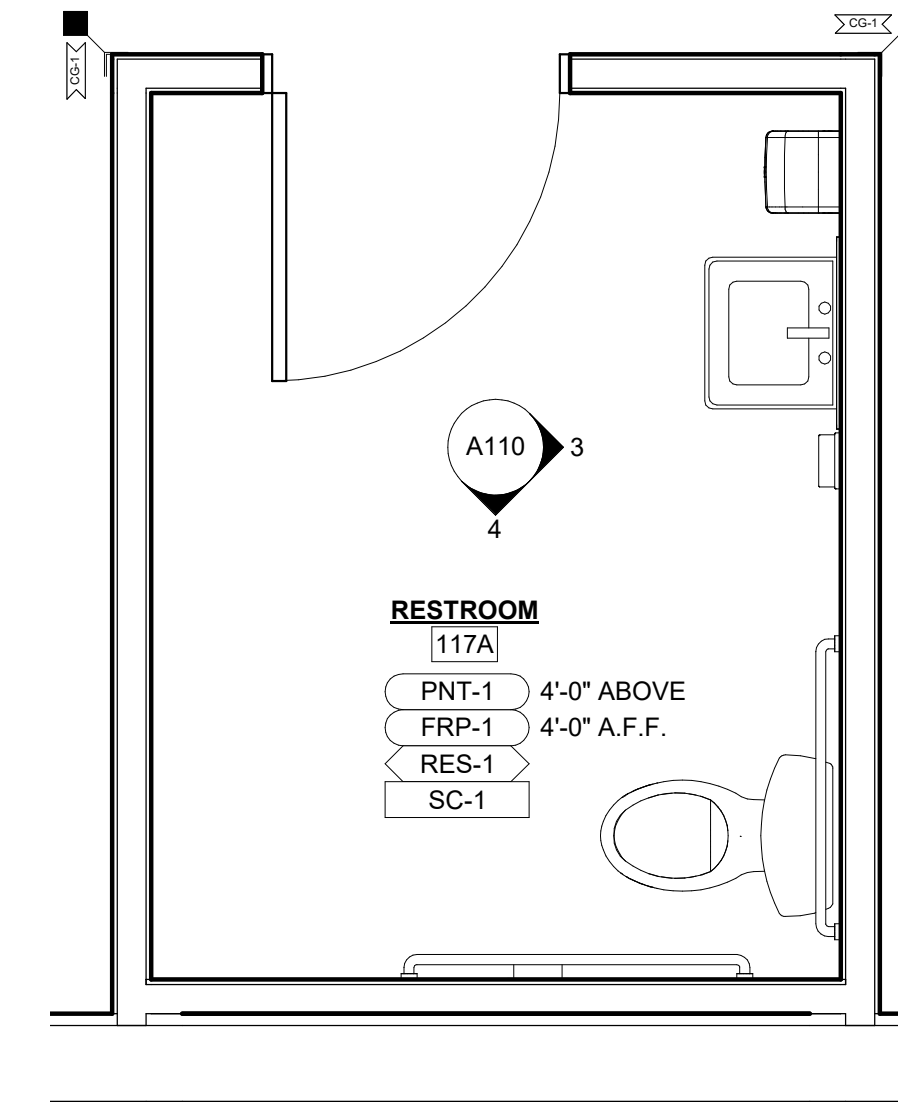 CG-1
CG-1
A110
3
4
RESTROOM
117A
PNT-1 4'-0" ABOVE
FRP-1 4'-0" A.F.F.
RES-1
SC-1